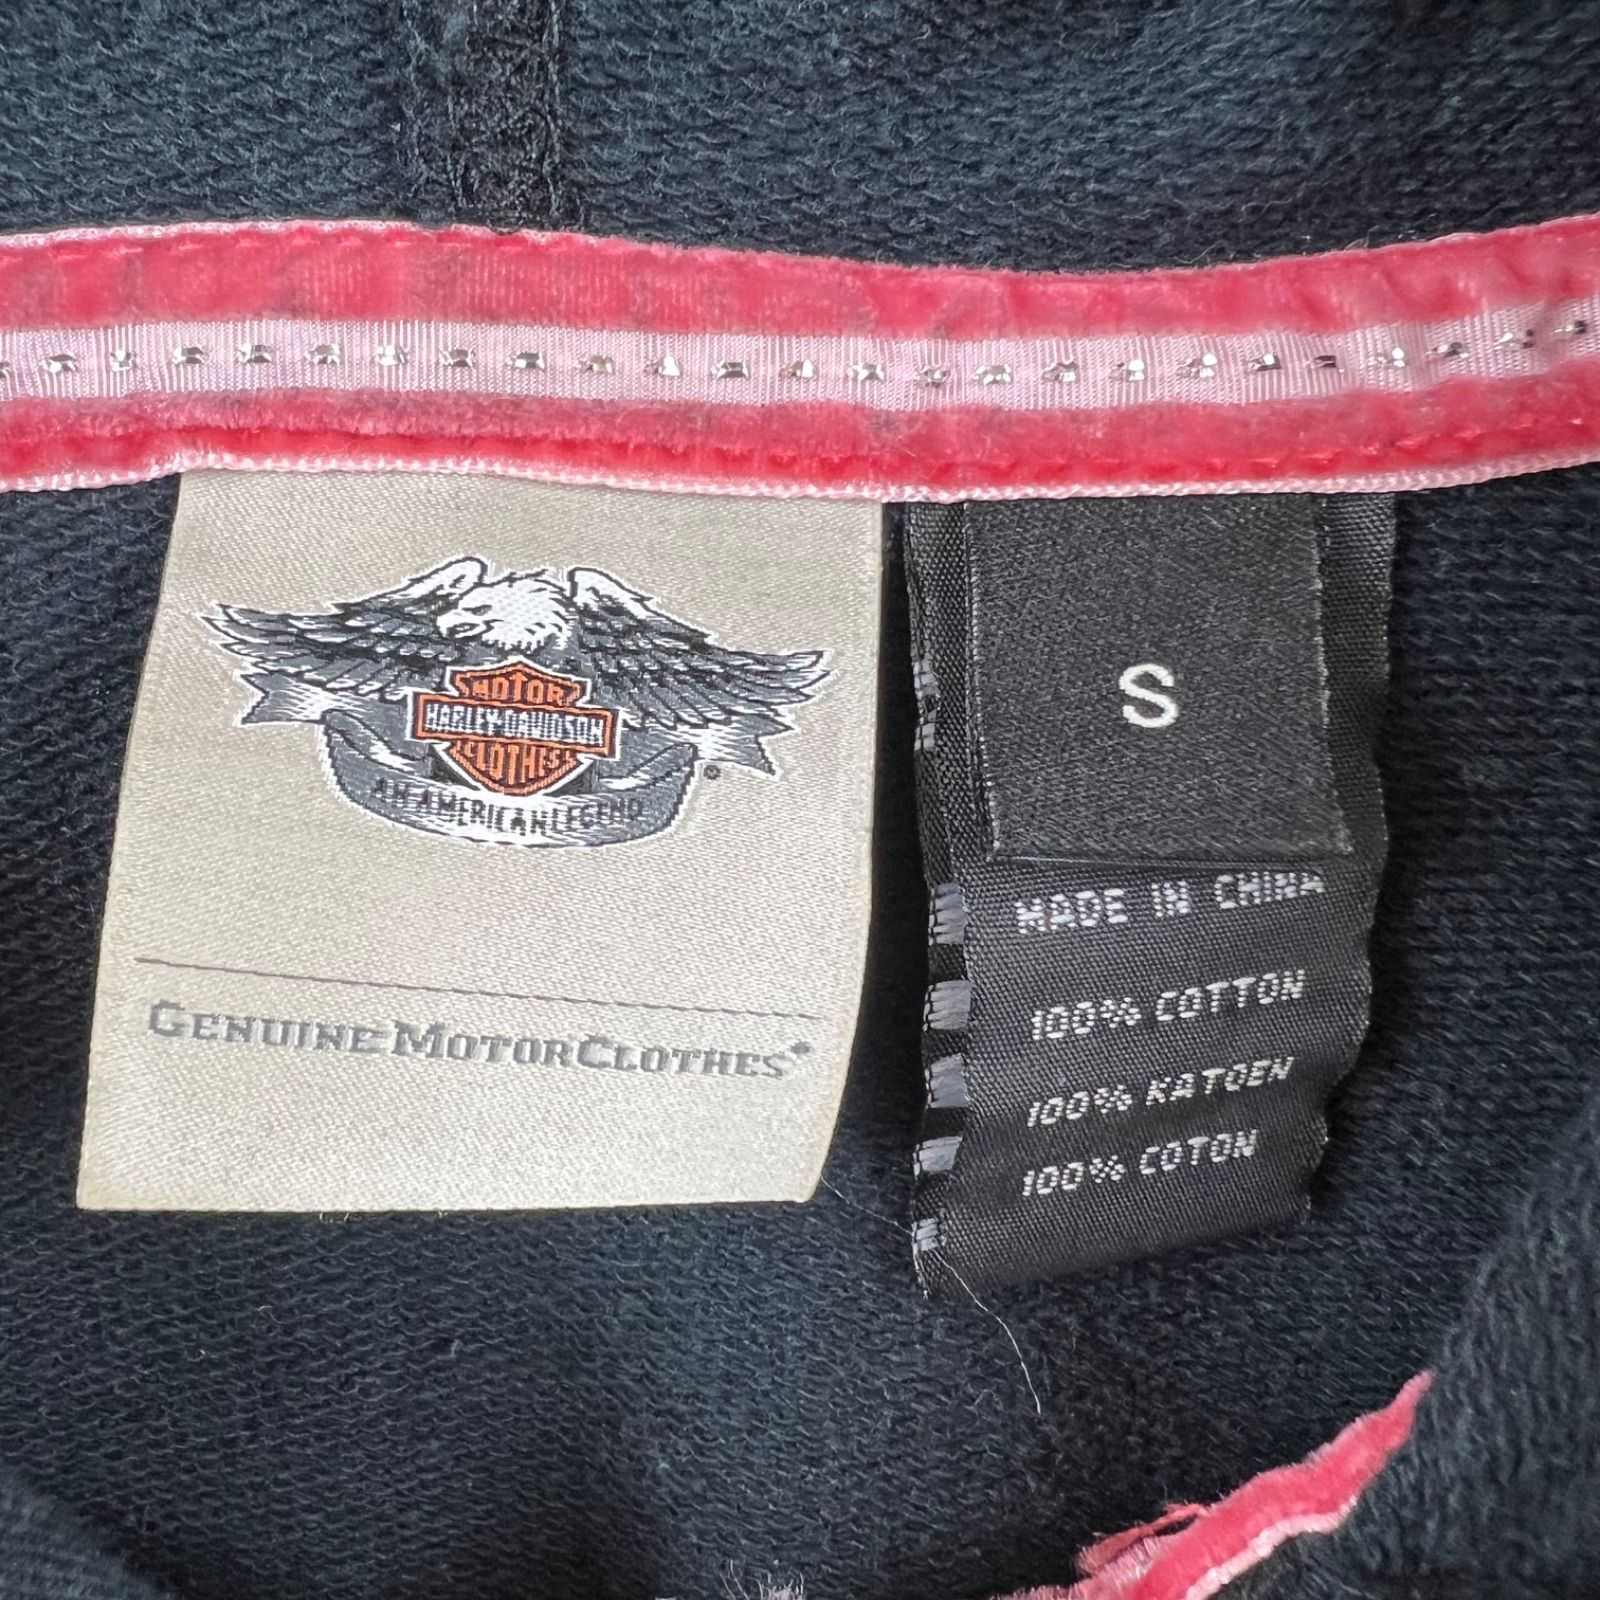 MOTOR
HARLEY-DAVIDSON
CLOTHES
®
AN AMERICAN LEGEND
GENUINE MOTORCLOTHES®
S
MADE IN CHINA
100% COTTON
100% KATOEN
100% COTON